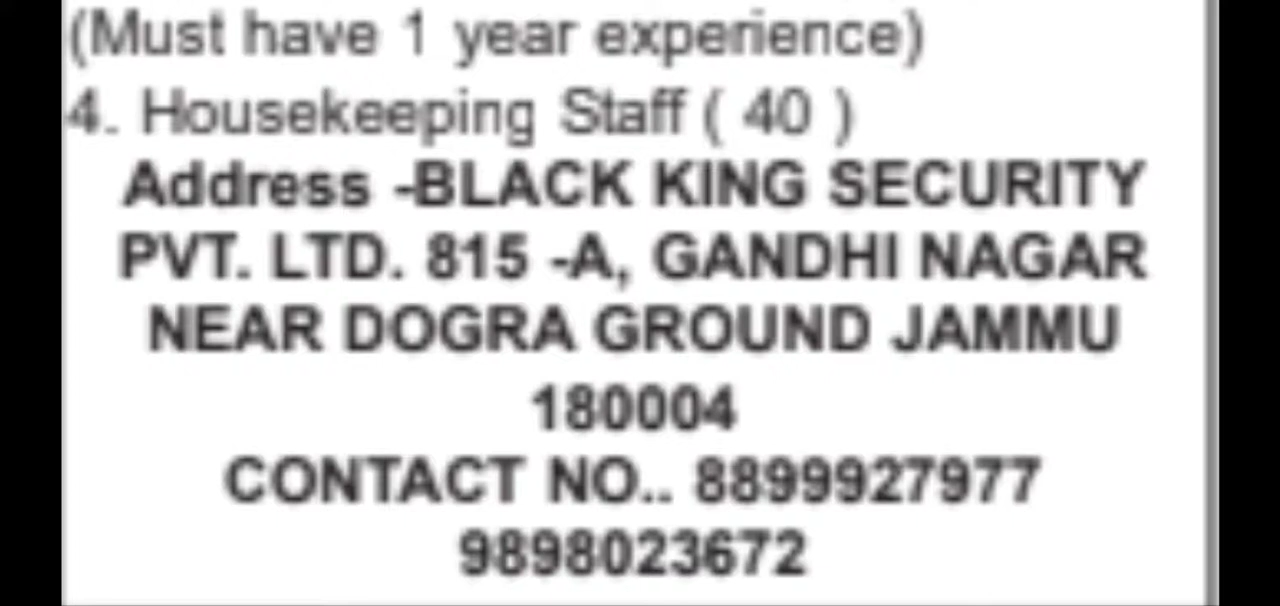 (Must have 1 year experience)
4. Housekeeping Staff ( 40 )
Address -BLACK KING SECURITY
PVT. LTD. 815 -A, GANDHI NAGAR
NEAR DOGRA GROUND JAMMU
180004
CONTACT NO.. 8899927977
9898023672